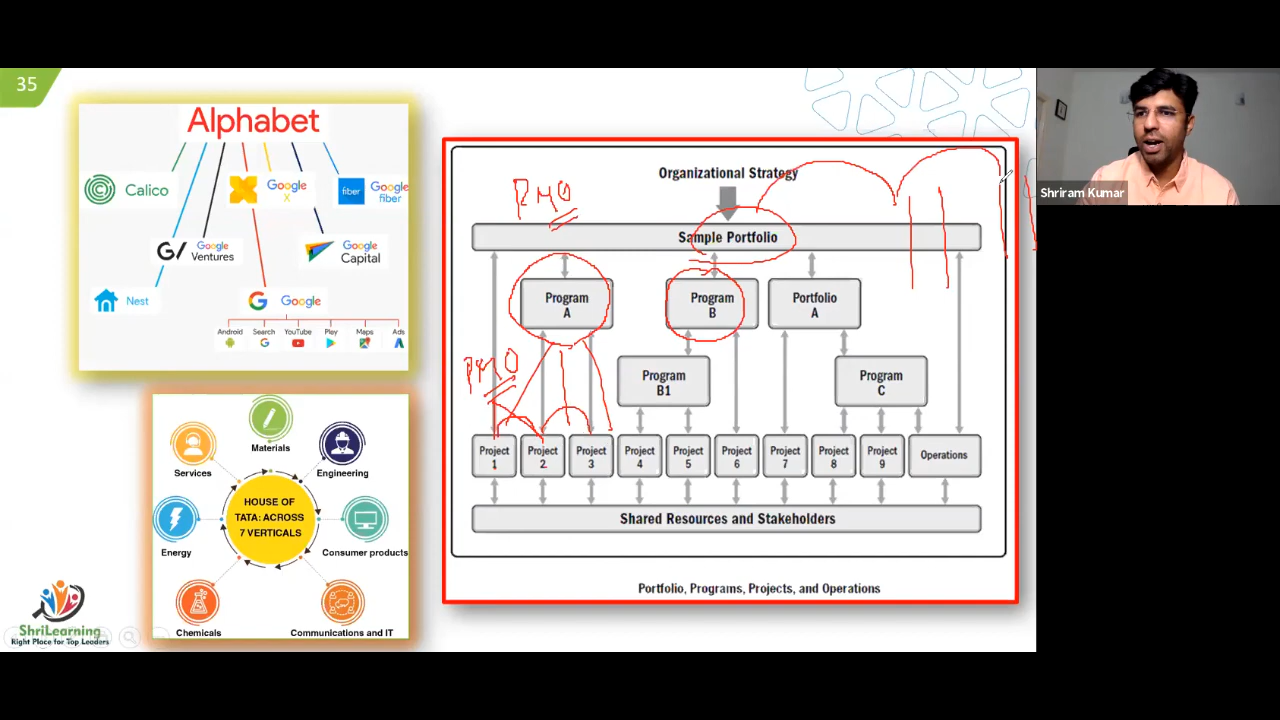 35
Alphabet
Calico
Google X
fiber Google fiber
G/ Google Ventures
Google Capital
Nest
G Google
Android Search YouTube Play Maps Ads
Materials
Services
Engineering
HOUSE OF
TATA: ACROSS
7 VERTICALS
Energy
Consumer products
Chemicals
Communications and IT
ShriLearning
Right Place for Top Leaders
Organizational Strategy
PMO
Sample Portfolio
Program A
Program B
Portfolio A
PMO
Program B1
Program C
Project 1
Project 2
Project 3
Project 4
Project 5
Project 6
Project 7
Project 8
Project 9
Operations
Shared Resources and Stakeholders
Portfolio, Programs, Projects, and Operations
Shriram Kumar